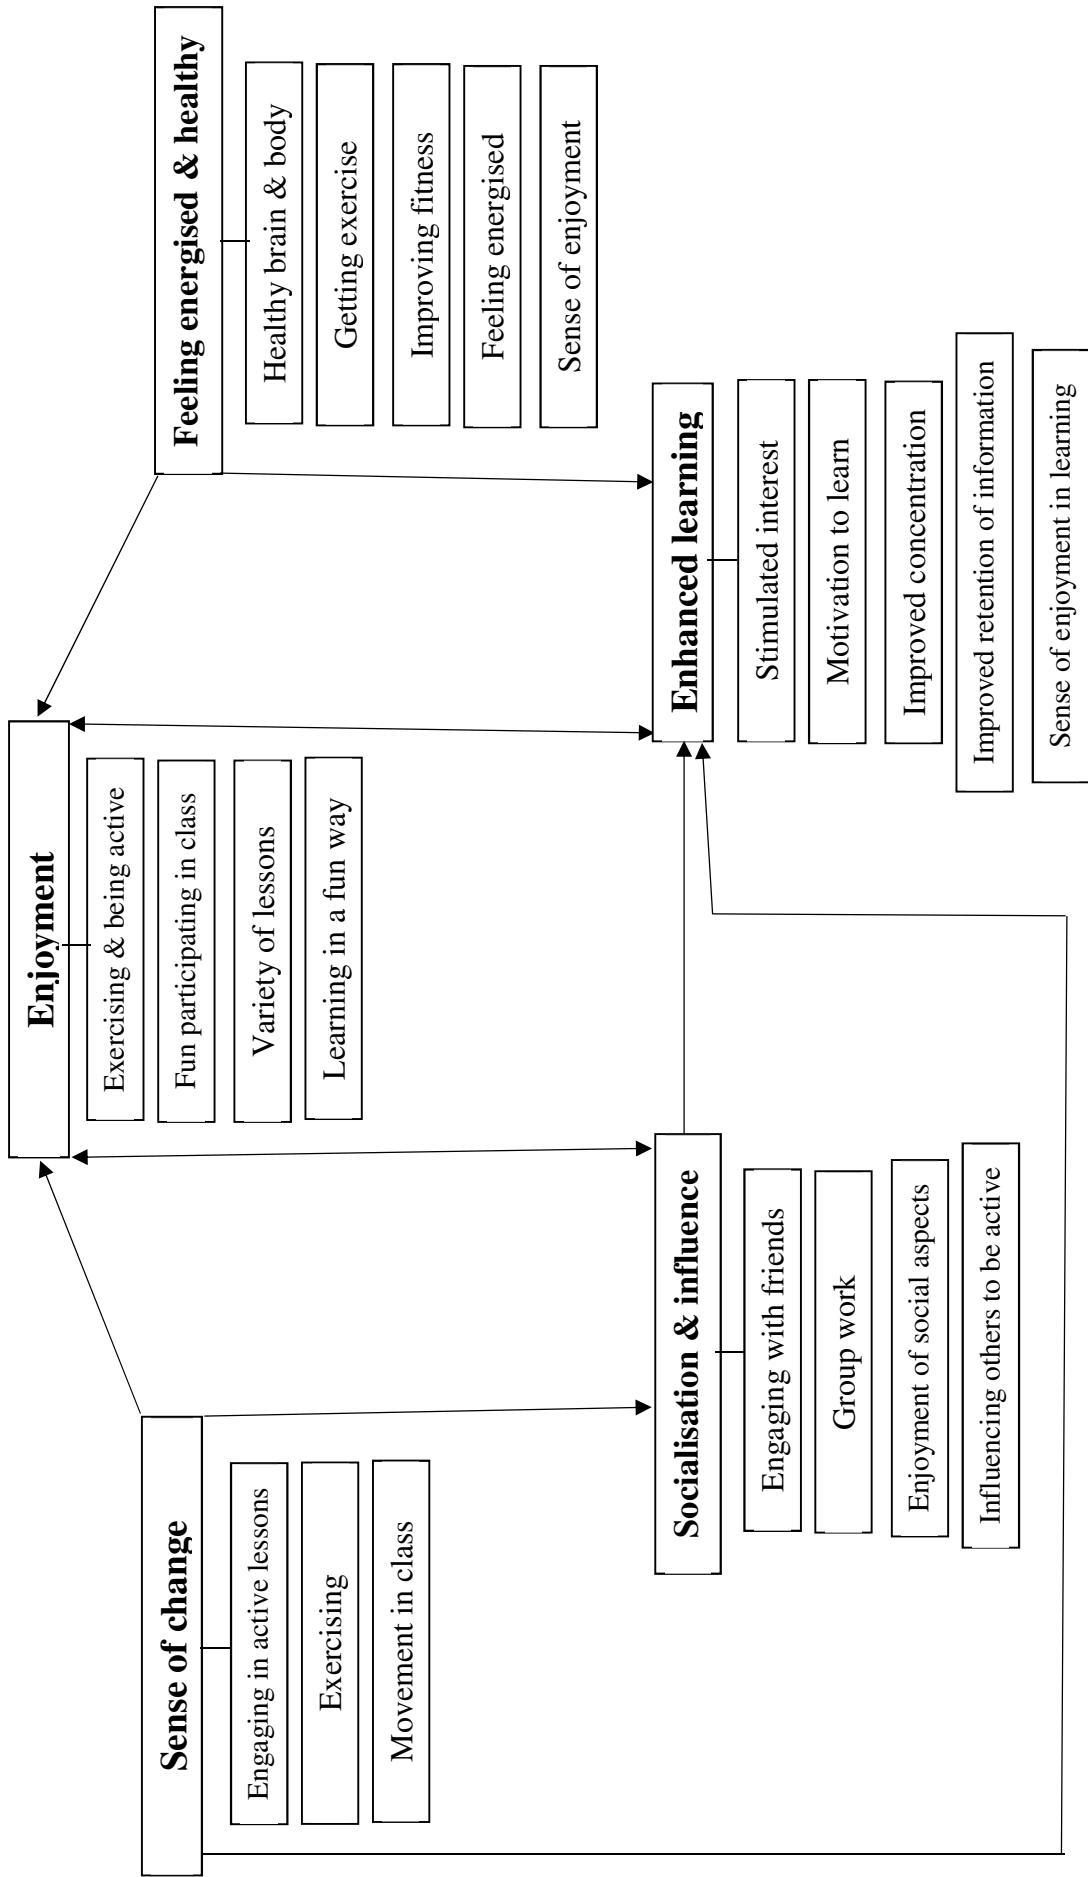 Enjoyment
Exercising & being active
Fun participating in class
Variety of lessons
Learning in a fun way
Sense of change
Engaging in active lessons
Exercising
Movement in class
Feeling energised & healthy
Healthy brain & body
Getting exercise
Improving fitness
Feeling energised
Sense of enjoyment
Socialisation & influence
Engaging with friends
Group work
Enjoyment of social aspects
Influencing others to be active
Enhanced learning
Stimulated interest
Motivation to learn
Improved concentration
Improved retention of information
Sense of enjoyment in learning